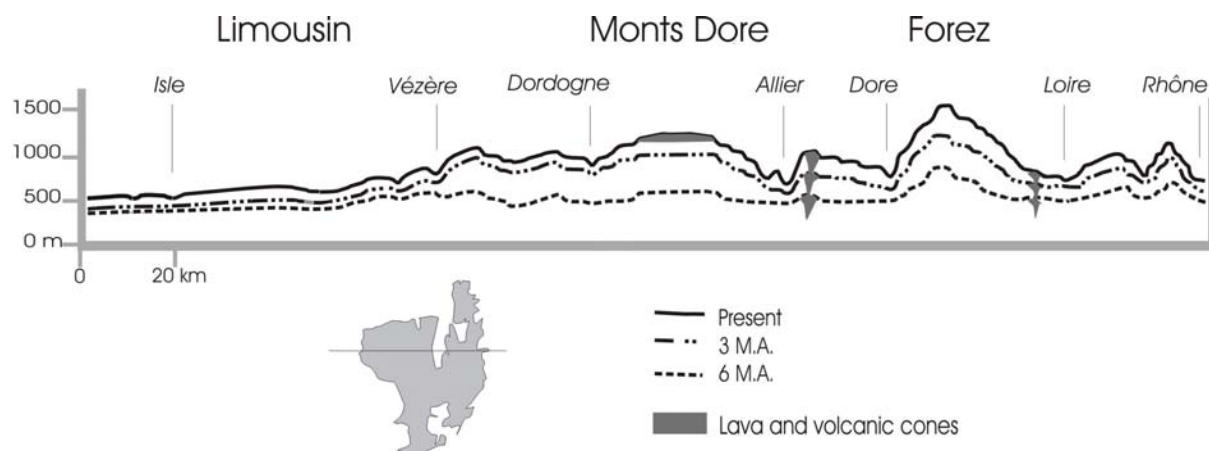 Limousin Monts Dore Forez
Isle Vézère Dordogne Allier Dore Loire Rhône
1500
1000
500
0 m
0 20 km
Present
3 M.A.
6 M.A.
Lava and volcanic cones